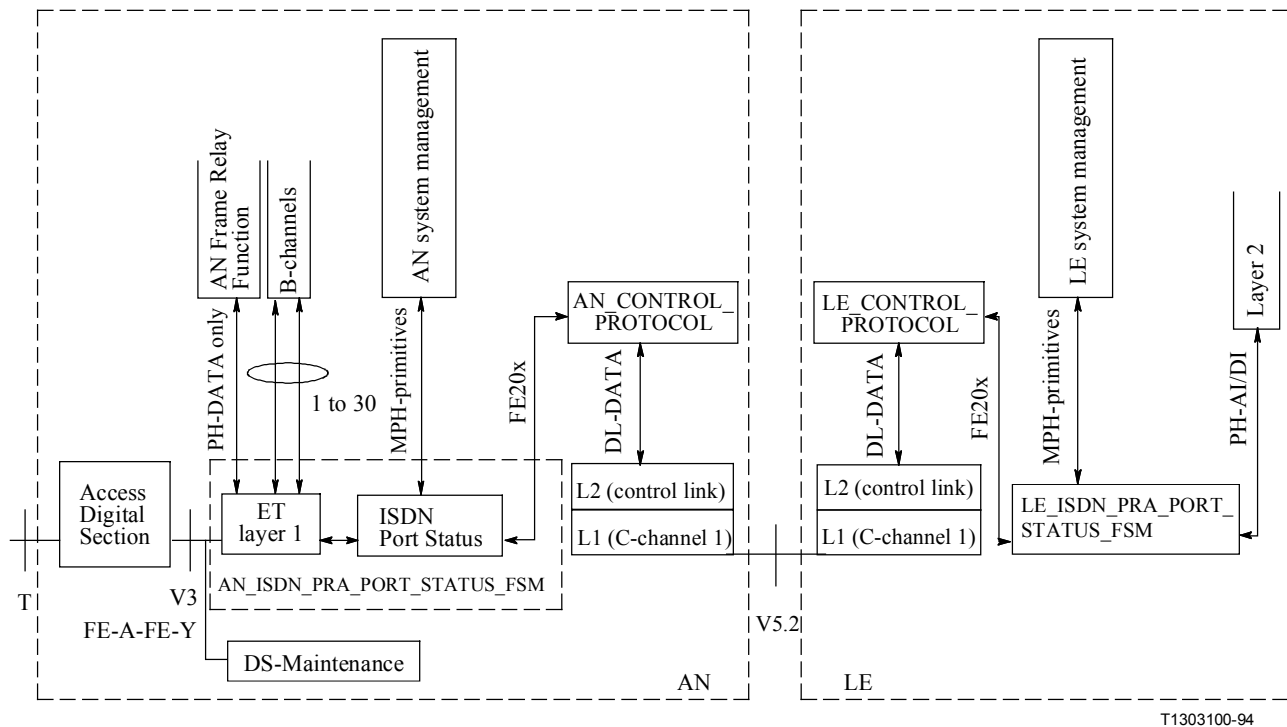 AN Frame Relay
Function
B-channels
AN system management
LE system management
Layer 2
PH-DATA only
1 to 30
MPH-primitives
FE20x
AN_CONTROL_
PROTOCOL
DL-DATA
LE_CONTROL_
PROTOCOL
DL-DATA
FE20x
MPH-primitives
PH-AI/DI
Access
Digital
Section
ET
layer 1
ISDN
Port Status
L2 (control link)
L1 (C-channel 1)
L2 (control link)
L1 (C-channel 1)
LE_ISDN_PRA_PORT_
STATUS_FSM
AN_ISDN_PRA_PORT_STATUS_FSM
T
V3
FE-A-FE-Y
V5.2
DS-Maintenance
AN
LE
T1303100-94